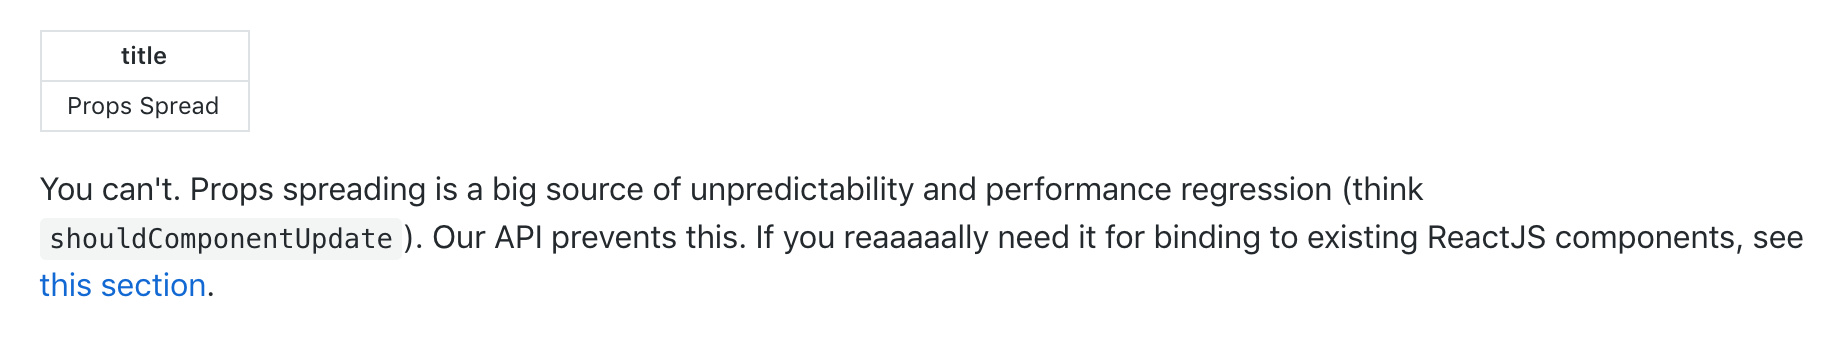 title
Props Spread
You can't. Props spreading is a big source of unpredictability and performance regression (think
shouldComponentUpdate). Our API prevents this. If you reaaaaally need it for binding to existing ReactJS components, see
this section.